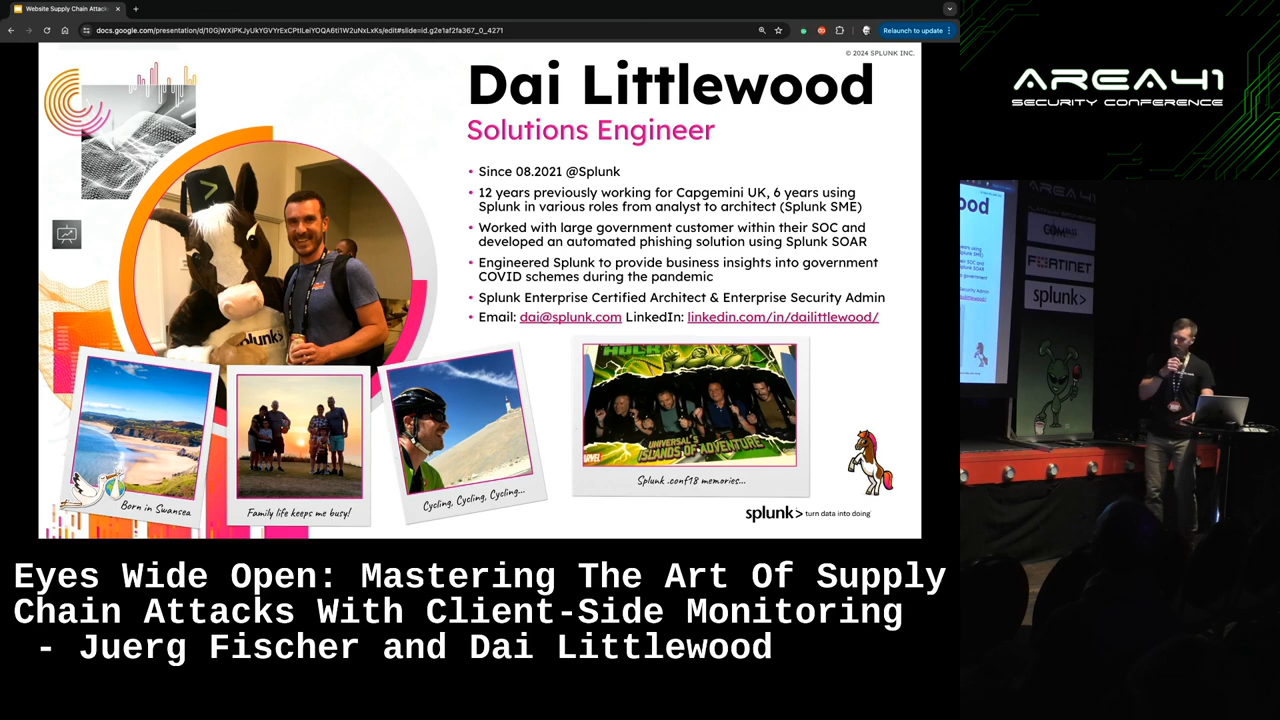 Website Supply Chain Attack
docs.google.com/presentation/d/10GjWXiPKJyUkYGVYrExCPtlLeiYOQA6ti1W2uNxLxKs/edit#slide=id.g2e1af2fa367_0_4271
Relaunch to update
© 2024 SPLUNK INC.
Dai Littlewood
Solutions Engineer
• Since 08.2021 @Splunk
• 12 years previously working for Capgemini UK, 6 years using
Splunk in various roles from analyst to architect (Splunk SME)
• Worked with large government customer within their SOC and
developed an automated phishing solution using Splunk SOAR
• Engineered Splunk to provide business insights into government
COVID schemes during the pandemic
• Splunk Enterprise Certified Architect & Enterprise Security Admin
• Email: dai@splunk.com LinkedIn: linkedin.com/in/dailittlewood/
splunk>
Born in Swansea
Family life keeps me busy!
Cycling, Cycling, Cycling...
HULK
UNIVERSAL'S
ISLANDS OF ADVENTURE
Splunk .conf18 memories...
splunk> turn data into doing
AREA41
SECURITY CONFERENCE
AREA41
FORTINET
splunk>
Eyes Wide Open: Mastering The Art Of Supply
Chain Attacks With Client-Side Monitoring
- Juerg Fischer and Dai Littlewood